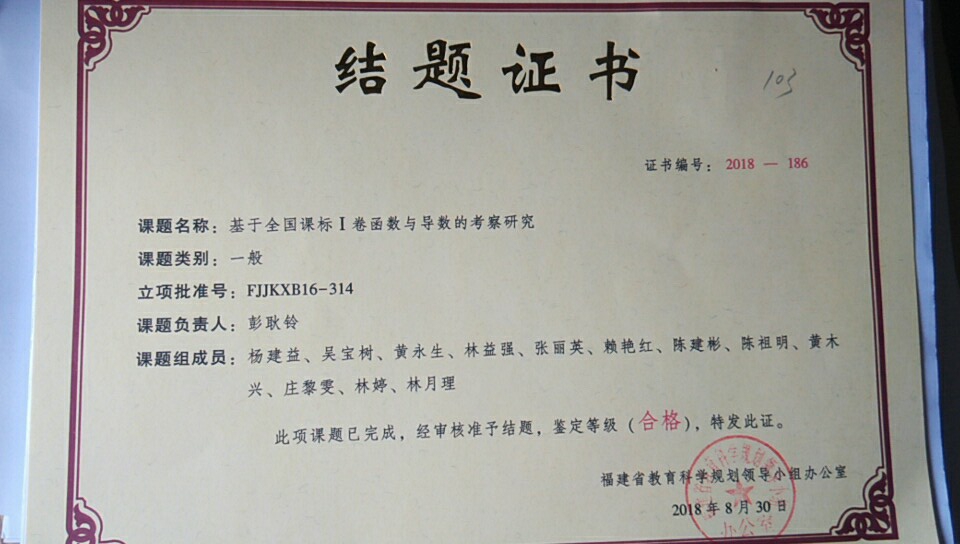 结题证书
103
证书编号： 2018 — 186
课题名称：基于全国课标Ⅰ卷函数与导数的考察研究
课题类别：一般
立项批准号：FJJKXB16-314
课题负责人：彭耿铃
课题组成员：杨建益、吴宝树、黄永生、林益强、张丽英、赖艳红、陈建彬、陈祖明、黄木
兴、庄黎雯、林婷、林月理
此项课题已完成，经审核准予结题，鉴定等级（合格），特发此证。
福建省教育科学规划领导小组办公室
2018 年 8 月 30 日
办公室